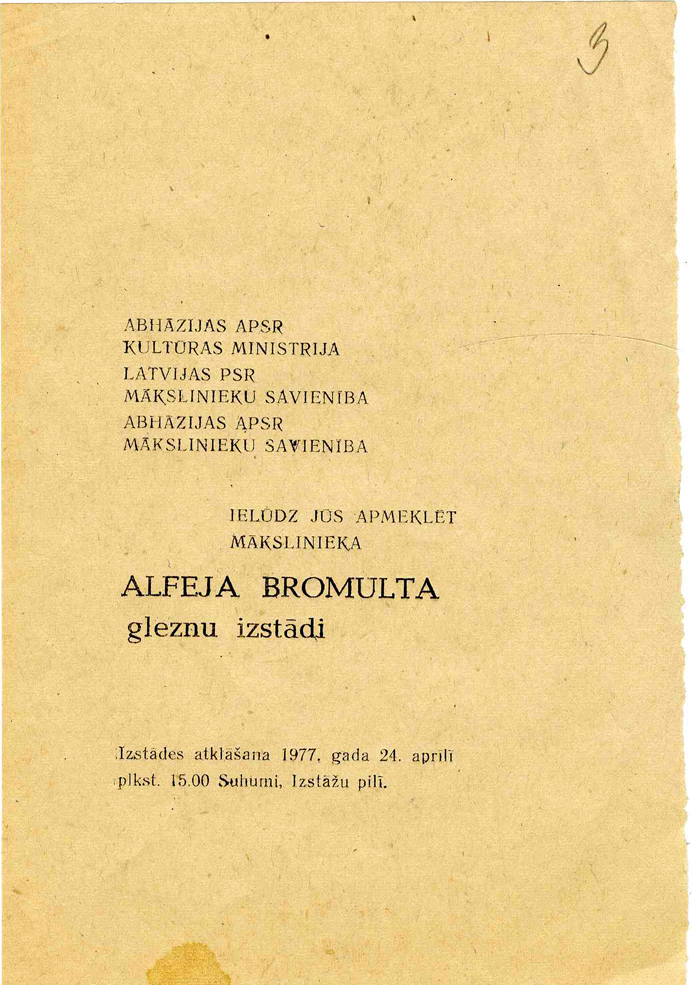 3
ABHĀZIJAS APSR
KULTŪRAS MINISTRIJA
LATVIJAS PSR
MĀKSLINIEKU SAVIENĪBA
ABHĀZIJAS APSR
MĀKSLINIEKU SAVIENĪBA
IELŪDZ JŪS APMEKLĒT
MĀKSLINIEKA
ALFEJA BROMULTA
gleznu izstādi
Izstādes atklāšana 1977. gada 24. aprīlī
plkst. 15.00 Suhumi, Izstāžu pilī.